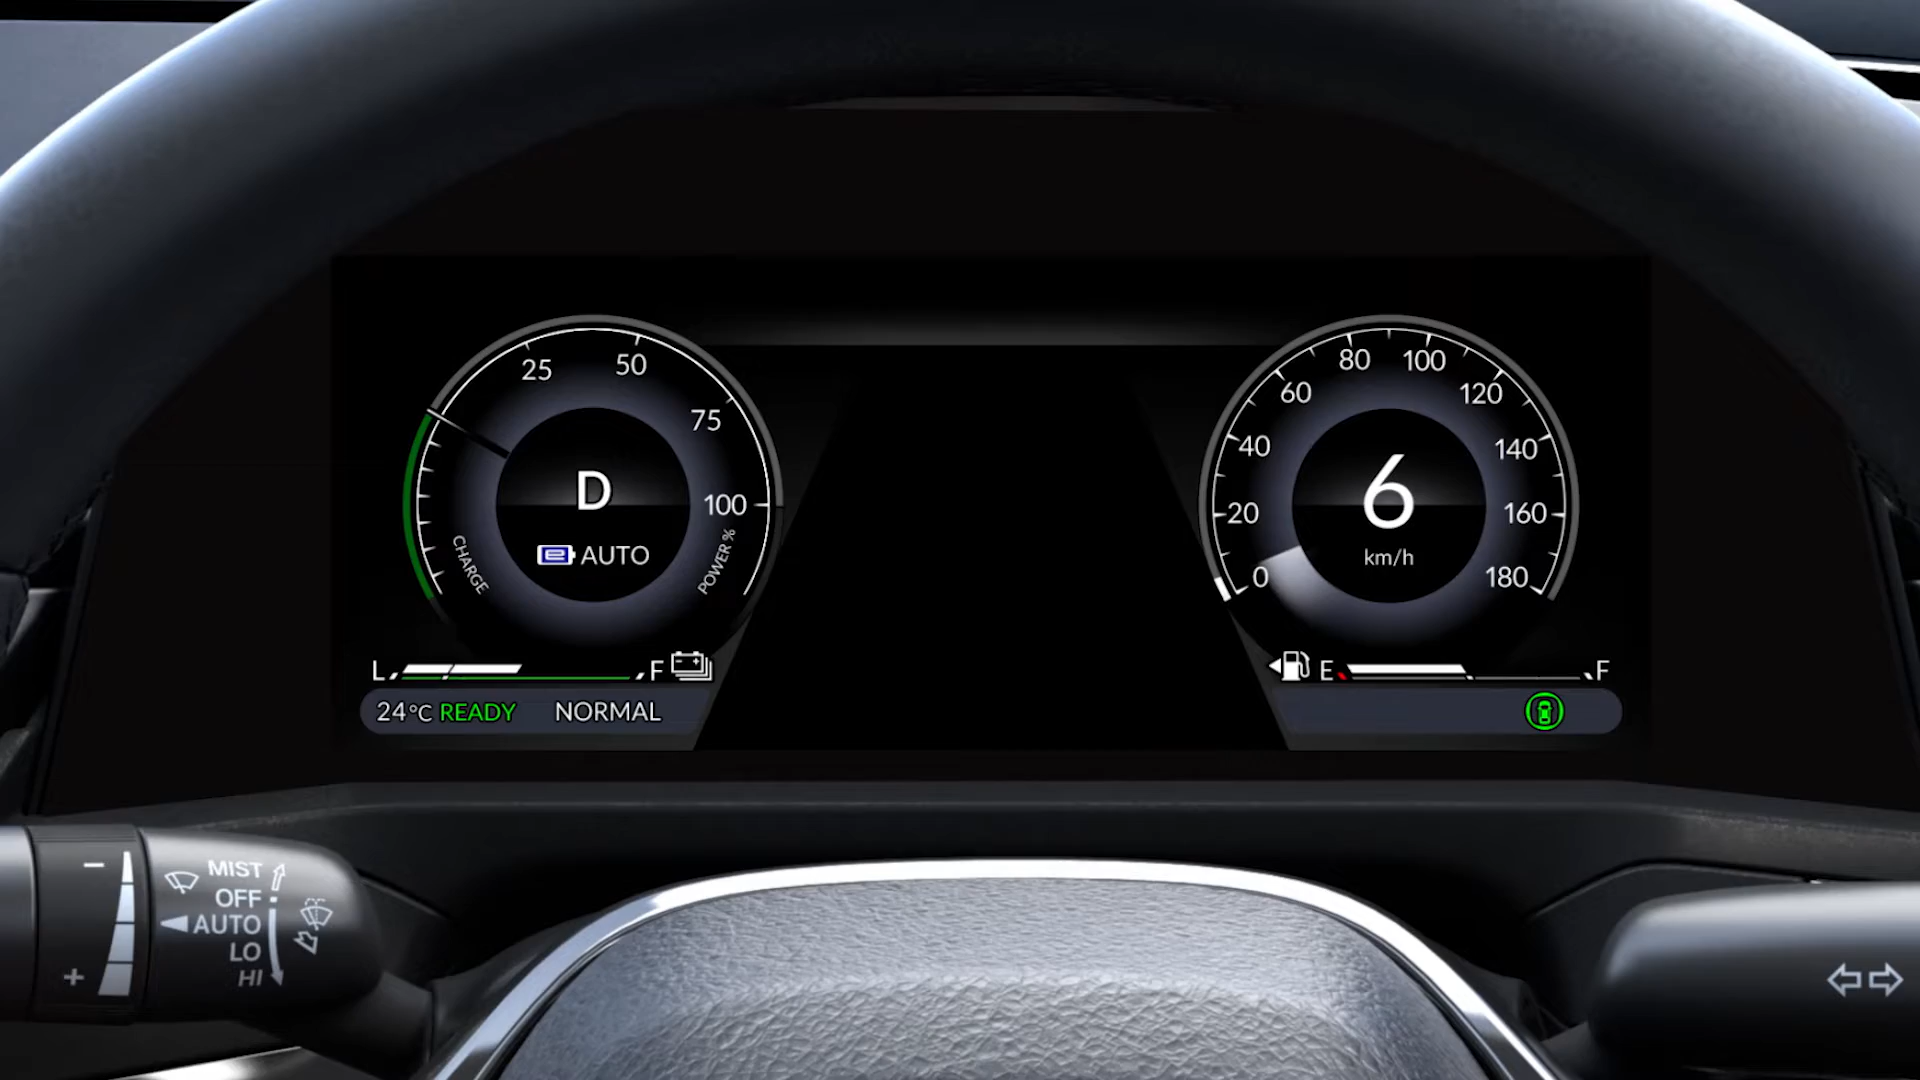 25
50
75
100
CHARGE
POWER %
D
e AUTO
L
F
24°C READY
NORMAL
0
20
40
60
80
100
120
140
160
180
6
km/h
E
F
−
+
MIST
OFF
AUTO
LO
HI